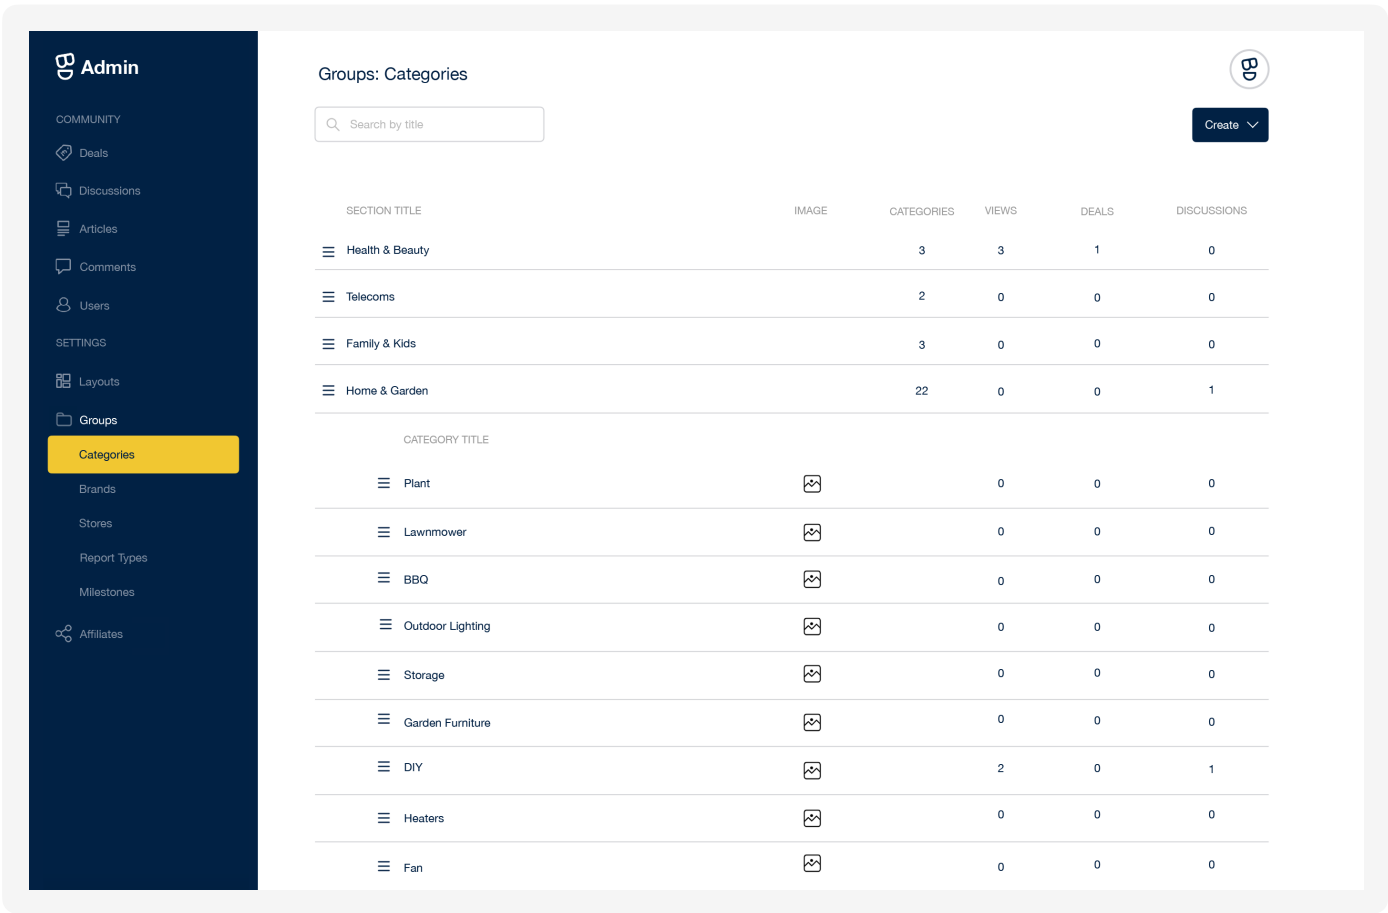 Admin
COMMUNITY
Deals
Discussions
Articles
Comments
Users
SETTINGS
Layouts
Groups
Categories
Brands
Stores
Report Types
Milestones
Affiliates
Groups: Categories
Search by title
Create
SECTION TITLE IMAGE CATEGORIES VIEWS DEALS DISCUSSIONS
Health & Beauty 3 3 1 0
Telecoms 2 0 0 0
Family & Kids 3 0 0 0
Home & Garden 22 0 0 1
CATEGORY TITLE
Plant 0 0 0
Lawnmower 0 0 0
BBQ 0 0 0
Outdoor Lighting 0 0 0
Storage 0 0 0
Garden Furniture 0 0 0
DIY 2 0 1
Heaters 0 0 0
Fan 0 0 0